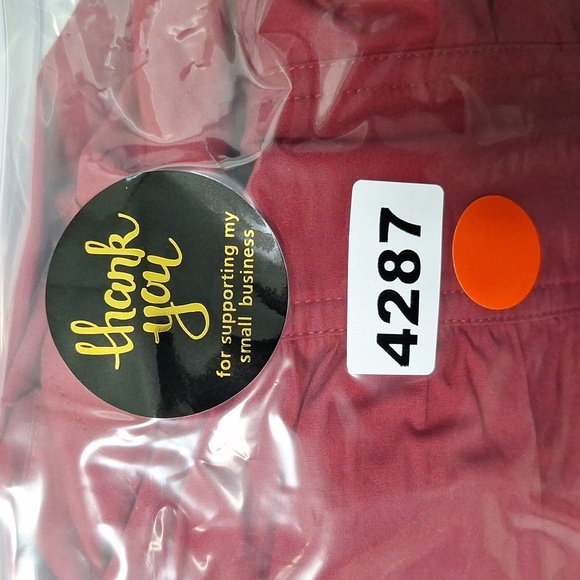 thank
you
for supporting my
small business
4287